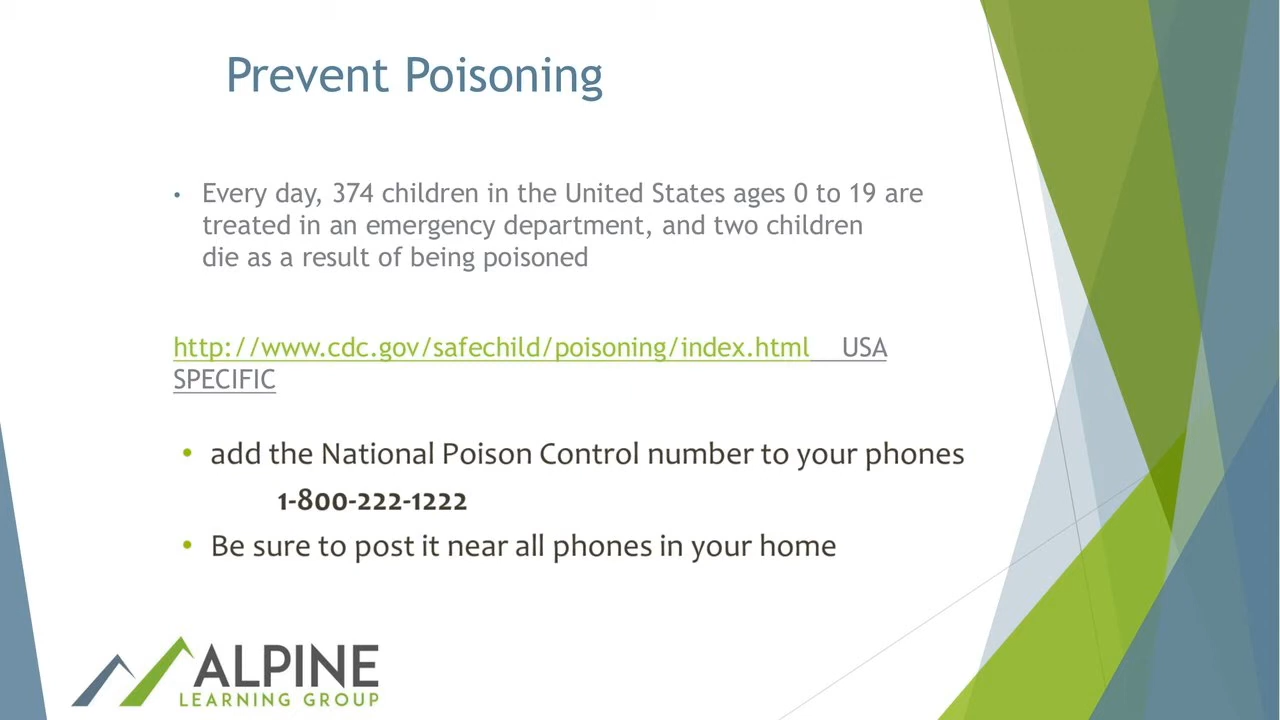 Prevent Poisoning
• Every day, 374 children in the United States ages 0 to 19 are
treated in an emergency department, and two children
die as a result of being poisoned
http://www.cdc.gov/safechild/poisoning/index.html USA
SPECIFIC
• add the National Poison Control number to your phones
1-800-222-1222
• Be sure to post it near all phones in your home
ALPINE
LEARNING GROUP